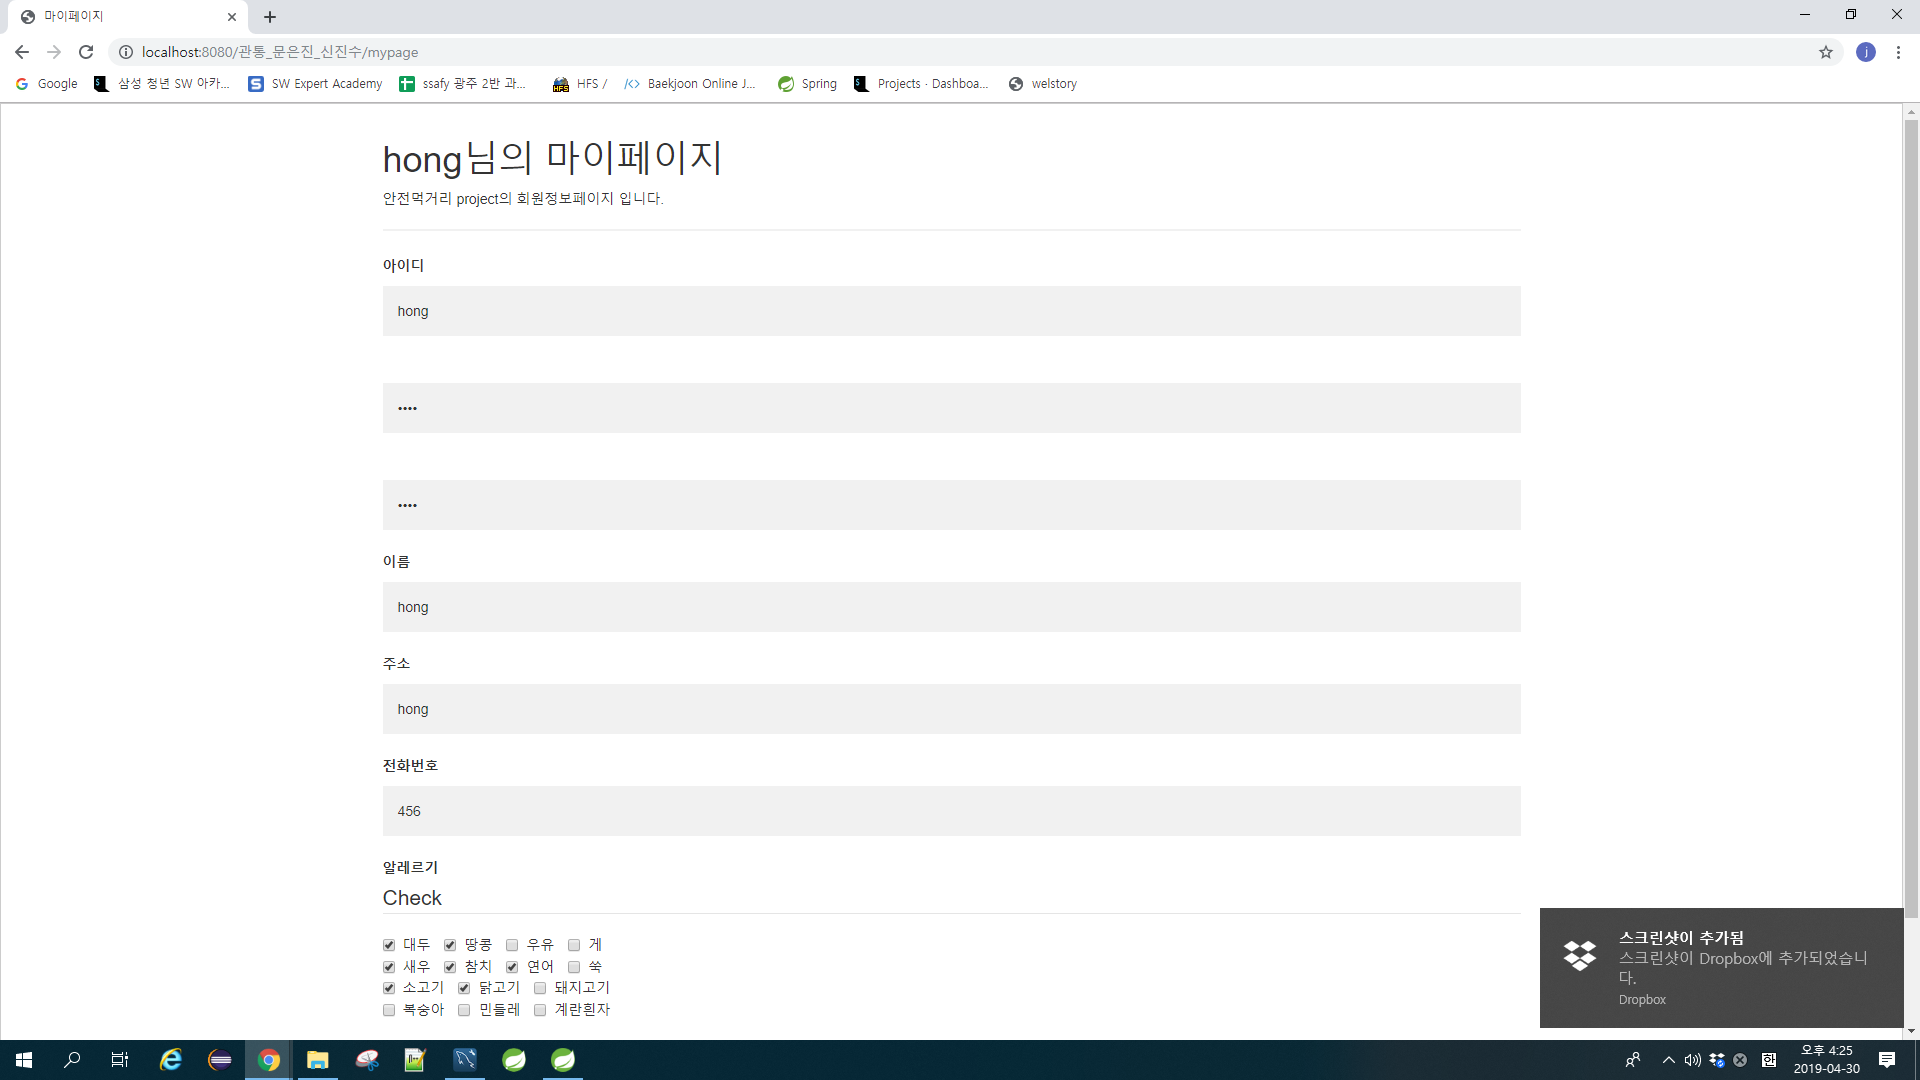 마이페이지
localhost:8080/관통_문은진_신진수/mypage
Google 삼성 청년 SW 아카... SW Expert Academy ssafy 광주 2반 과... HFS / Baekjoon Online J... Spring Projects · Dashboa... welstory
hong님의 마이페이지
안전먹거리 project의 회원정보페이지 입니다.
아이디
hong
••••
••••
이름
hong
주소
hong
전화번호
456
알레르기
Check
대두 땅콩 우유 게
새우 참치 연어 쑥
소고기 닭고기 돼지고기
복숭아 민들레 계란흰자
스크린샷이 추가됨
스크린샷이 Dropbox에 추가되었습니
다.
Dropbox
한
오후 4:25
2019-04-30